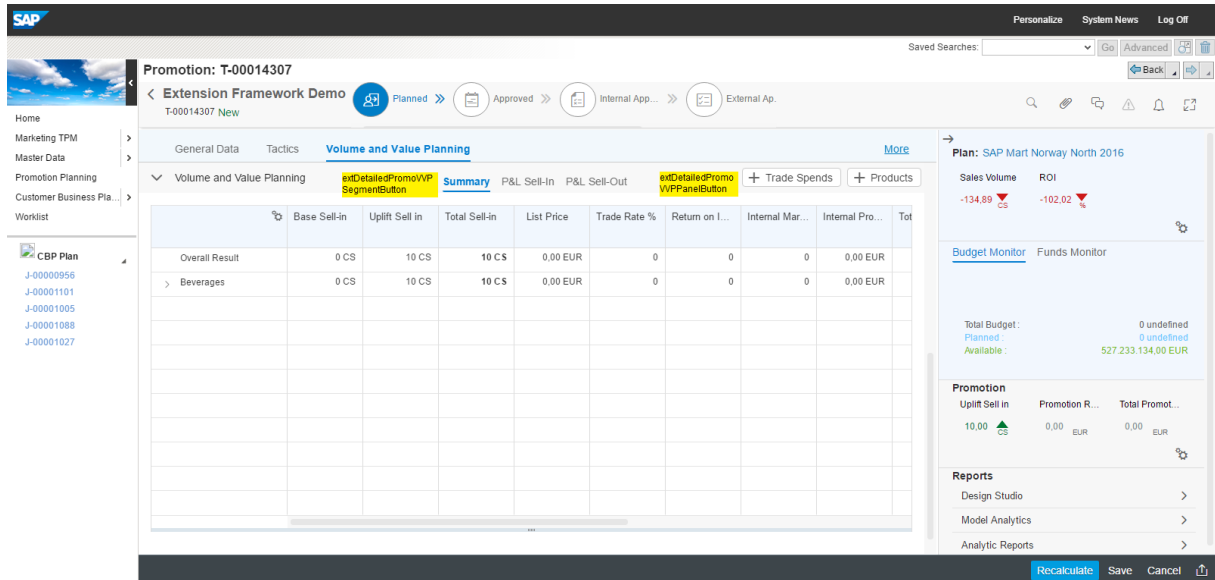 SAP
Personalize System News Log Off
Saved Searches: Go Advanced
Promotion: T-00014307
Back
Extension Framework Demo
T-00014307 New
Planned
Approved
Internal App...
External Ap.
Home
Marketing TPM
Master Data
Promotion Planning
Customer Business Pla...
Worklist
CBP Plan
J-00000956
J-00001101
J-00001005
J-00001088
J-00001027
General Data Tactics Volume and Value Planning More
Volume and Value Planning
extDetailedPromoVVP
SegmentButton
Summary P&L Sell-In P&L Sell-Out
extDetailedPromo
VVPPanelButton
+ Trade Spends + Products
Base Sell-in Uplift Sell in Total Sell-in List Price Trade Rate % Return on I... Internal Mar... Internal Pro... Tot
Overall Result 0 CS 10 CS 10 CS 0,00 EUR 0 0 0 0,00 EUR
Beverages 0 CS 10 CS 10 CS 0,00 EUR 0 0 0 0,00 EUR
Plan: SAP Mart Norway North 2016
Sales Volume ROI
-134,89 CS -102,02 %
Budget Monitor Funds Monitor
Total Budget : 0 undefined
Planned : 0 undefined
Available : 527.233.134,00 EUR
Promotion
Uplift Sell in Promotion R... Total Promot...
10,00 CS 0,00 EUR 0,00 EUR
Reports
Design Studio
Model Analytics
Analytic Reports
Recalculate Save Cancel